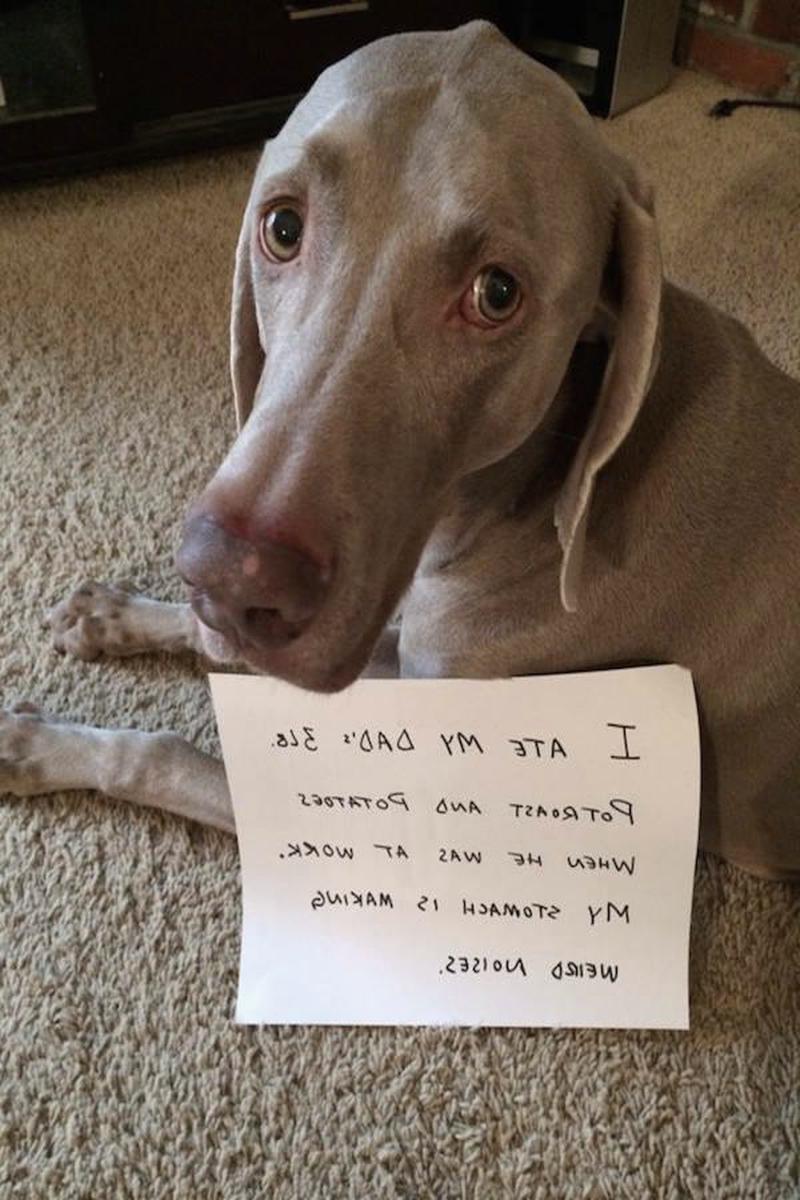 I ATE MY DAD'S 3LB.
POTROAST AND POTATOES
WHEN HE WAS AT WORK.
MY STOMACH IS MAKING
WEIRD NOISES.